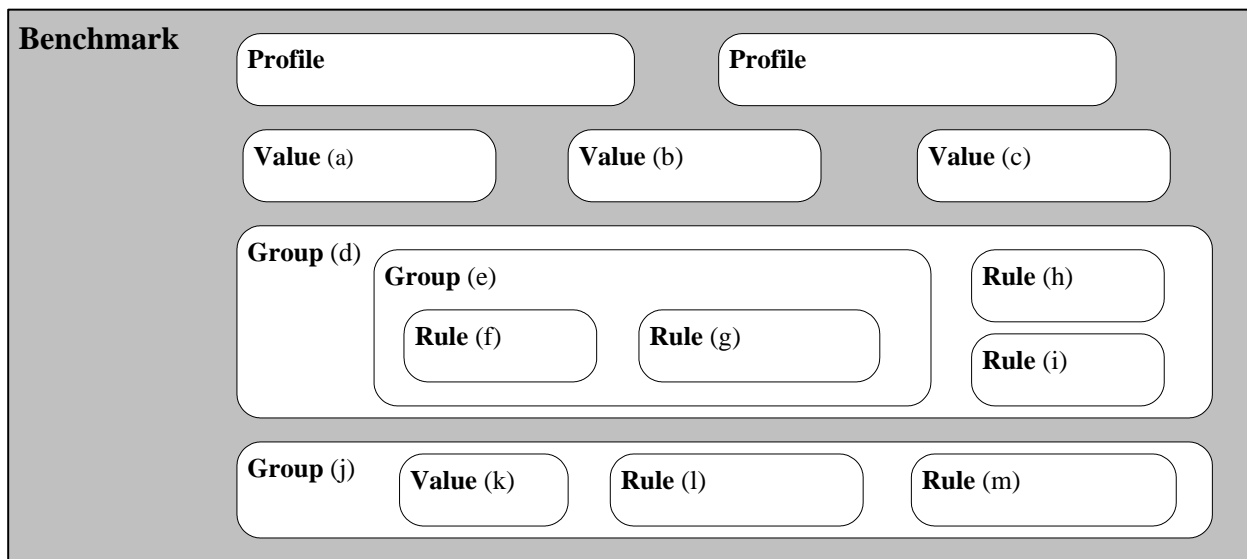 Benchmark
Profile
Profile
Value (a)
Value (b)
Value (c)
Group (d)
Group (e)
Rule (f)
Rule (g)
Rule (h)
Rule (i)
Group (j)
Value (k)
Rule (l)
Rule (m)